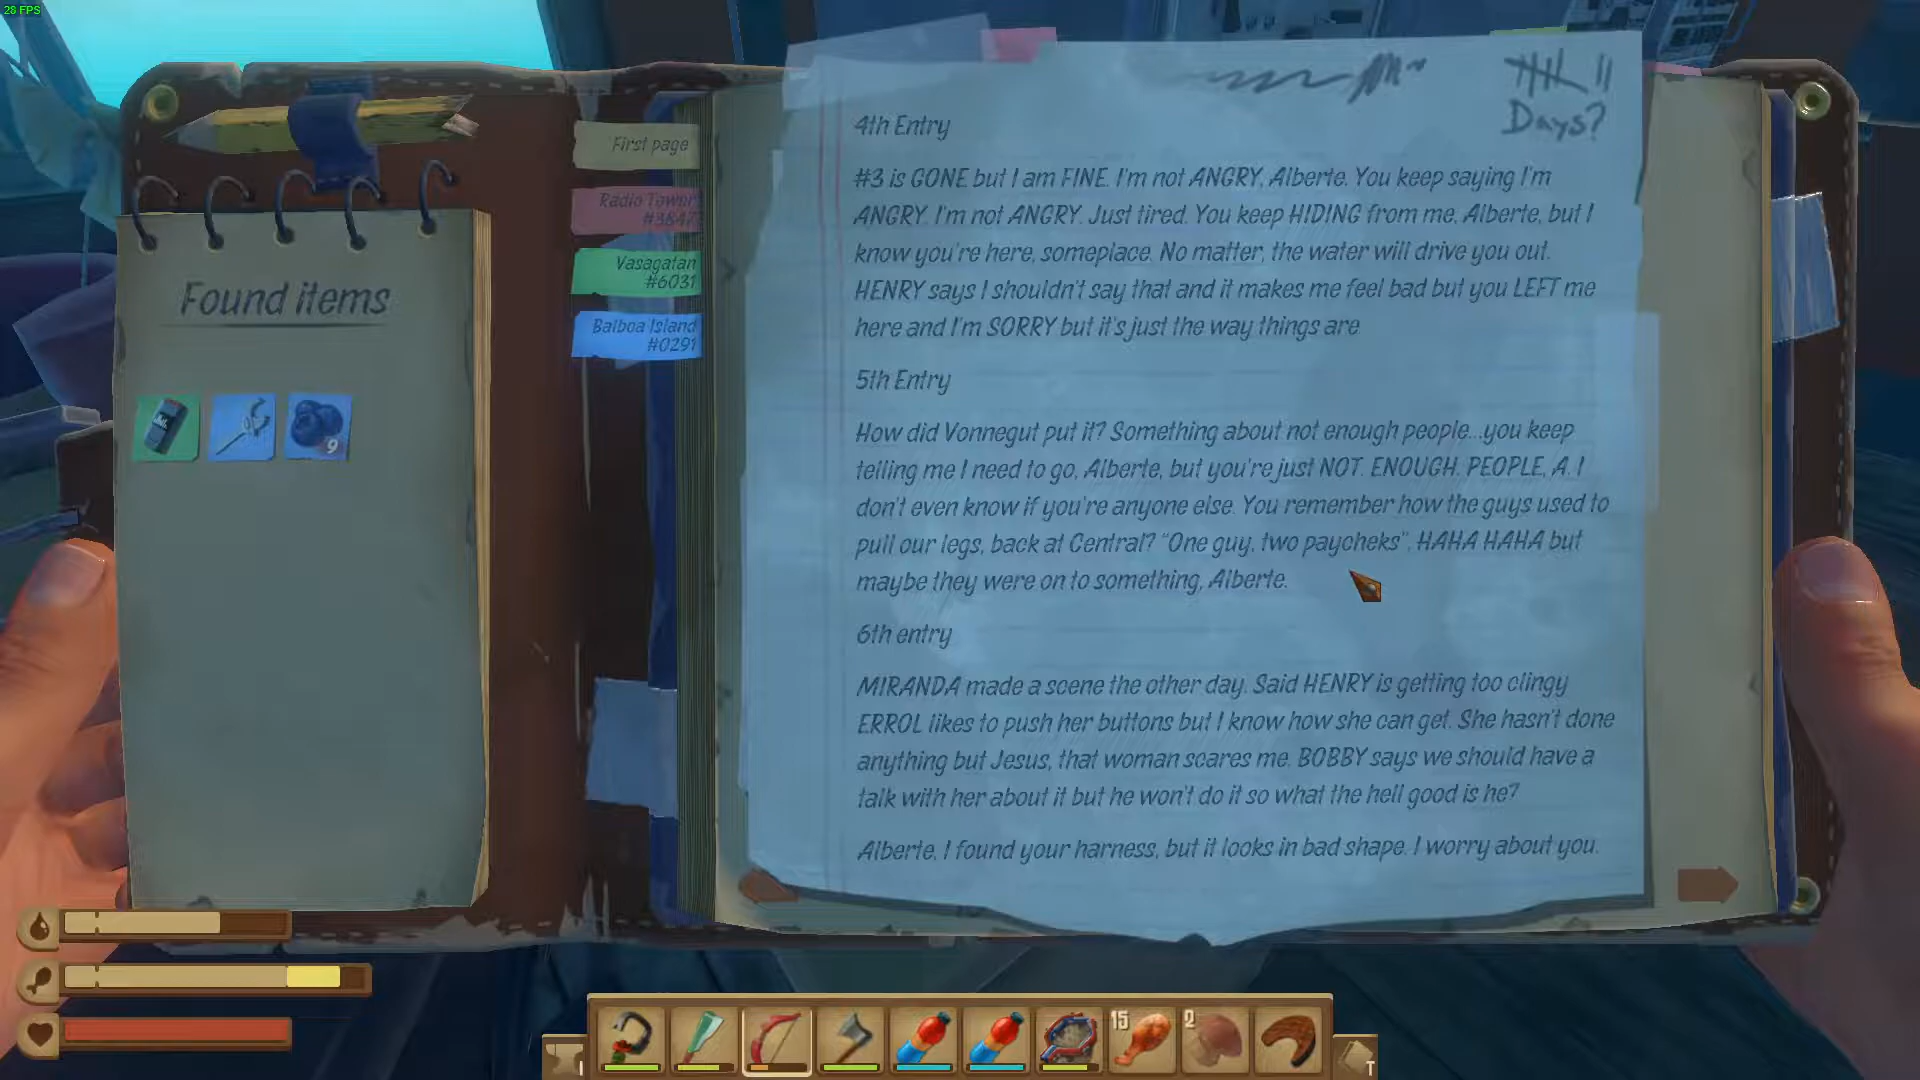 28 FPS
Days?
First page
Radio Tower
#3847
Vasagatan
#6031
Balboa Island
#0291
Found items
9
4th Entry
#3 is GONE but I am FINE. I'm not ANGRY, Alberte. You keep saying I'm
ANGRY. I'm not ANGRY. Just tired. You keep HIDING from me, Alberte, but I
know you're here, someplace. No matter, the water will drive you out.
HENRY says I shouldn't say that and it makes me feel bad but you LEFT me
here and I'm SORRY but it's just the way things are.
5th Entry
How did Vonnegut put it? Something about not enough people...you keep
telling me I need to go, Alberte, but you're just NOT. ENOUGH. PEOPLE, A. I
don't even know if you're anyone else. You remember how the guys used to
pull our legs, back at Central? "One guy, two paycheks". HAHA HAHA but
maybe they were on to something, Alberte.
6th entry
MIRANDA made a scene the other day. Said HENRY is getting too clingy
ERROL likes to push her buttons but I know how she can get. She hasn't done
anything but Jesus, that woman scares me. BOBBY says we should have a
talk with her about it but he won't do it so what the hell good is he?
Alberte, I found your harness, but it looks in bad shape. I worry about you.
15
2
I
T